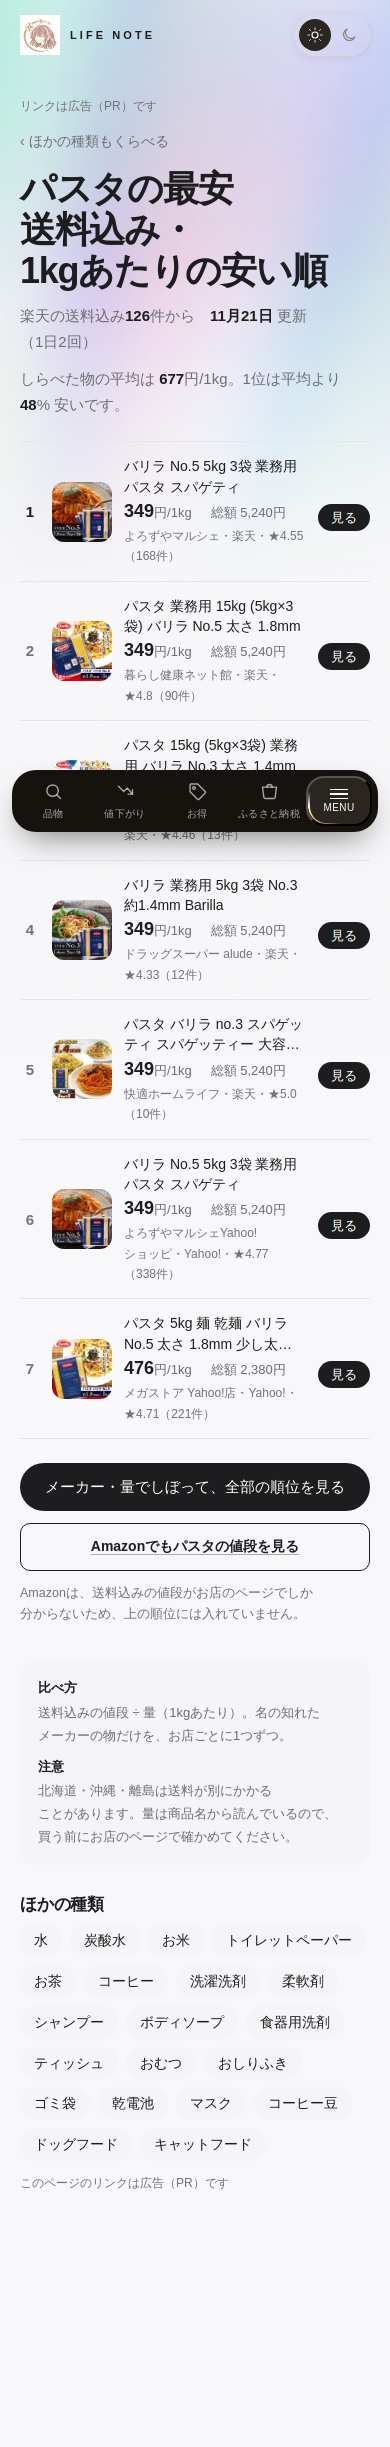 LIFE NOTE
リンクは広告（PR）です
‹ ほかの種類もくらべる
パスタの最安
送料込み・
1kgあたりの安い順
楽天の送料込み126件から　11月21日 更新
（1日2回）
しらべた物の平均は 677円/1kg。1位は平均より
48% 安いです。
1
バリラ No.5 5kg 3袋 業務用
パスタ スパゲティ
349円/1kg 総額 5,240円
よろずやマルシェ・楽天・★4.55
（168件）
見る
2
パスタ 業務用 15kg (5kg×3
袋) バリラ No.5 太さ 1.8mm
349円/1kg 総額 5,240円
暮らし健康ネット館・楽天・
★4.8（90件）
見る
パスタ 15kg (5kg×3袋) 業務
用 バリラ No.3 太さ 1.4mm
品物
値下がり
お得
ふるさと納税
MENU
楽天・★4.46（13件）
4
バリラ 業務用 5kg 3袋 No.3
約1.4mm Barilla
349円/1kg 総額 5,240円
ドラッグスーパー alude・楽天・
★4.33（12件）
見る
5
パスタ バリラ no.3 スパゲッ
ティ スパゲッティー 大容…
349円/1kg 総額 5,240円
快適ホームライフ・楽天・★5.0
（10件）
見る
6
バリラ No.5 5kg 3袋 業務用
パスタ スパゲティ
349円/1kg 総額 5,240円
よろずやマルシェYahoo!
ショッピ・Yahoo!・★4.77
（338件）
見る
7
パスタ 5kg 麺 乾麺 バリラ
No.5 太さ 1.8mm 少し太…
476円/1kg 総額 2,380円
メガストア Yahoo!店・Yahoo!・
★4.71（221件）
見る
メーカー・量でしぼって、全部の順位を見る
Amazonでもパスタの値段を見る
Amazonは、送料込みの値段がお店のページでしか
分からないため、上の順位には入れていません。
比べ方
送料込みの値段 ÷ 量（1kgあたり）。名の知れた
メーカーの物だけを、お店ごとに1つずつ。
注意
北海道・沖縄・離島は送料が別にかかる
ことがあります。量は商品名から読んでいるので、
買う前にお店のページで確かめてください。
ほかの種類
水 炭酸水 お米 トイレットペーパー
お茶 コーヒー 洗濯洗剤 柔軟剤
シャンプー ボディソープ 食器用洗剤
ティッシュ おむつ おしりふき
ゴミ袋 乾電池 マスク コーヒー豆
ドッグフード キャットフード
このページのリンクは広告（PR）です